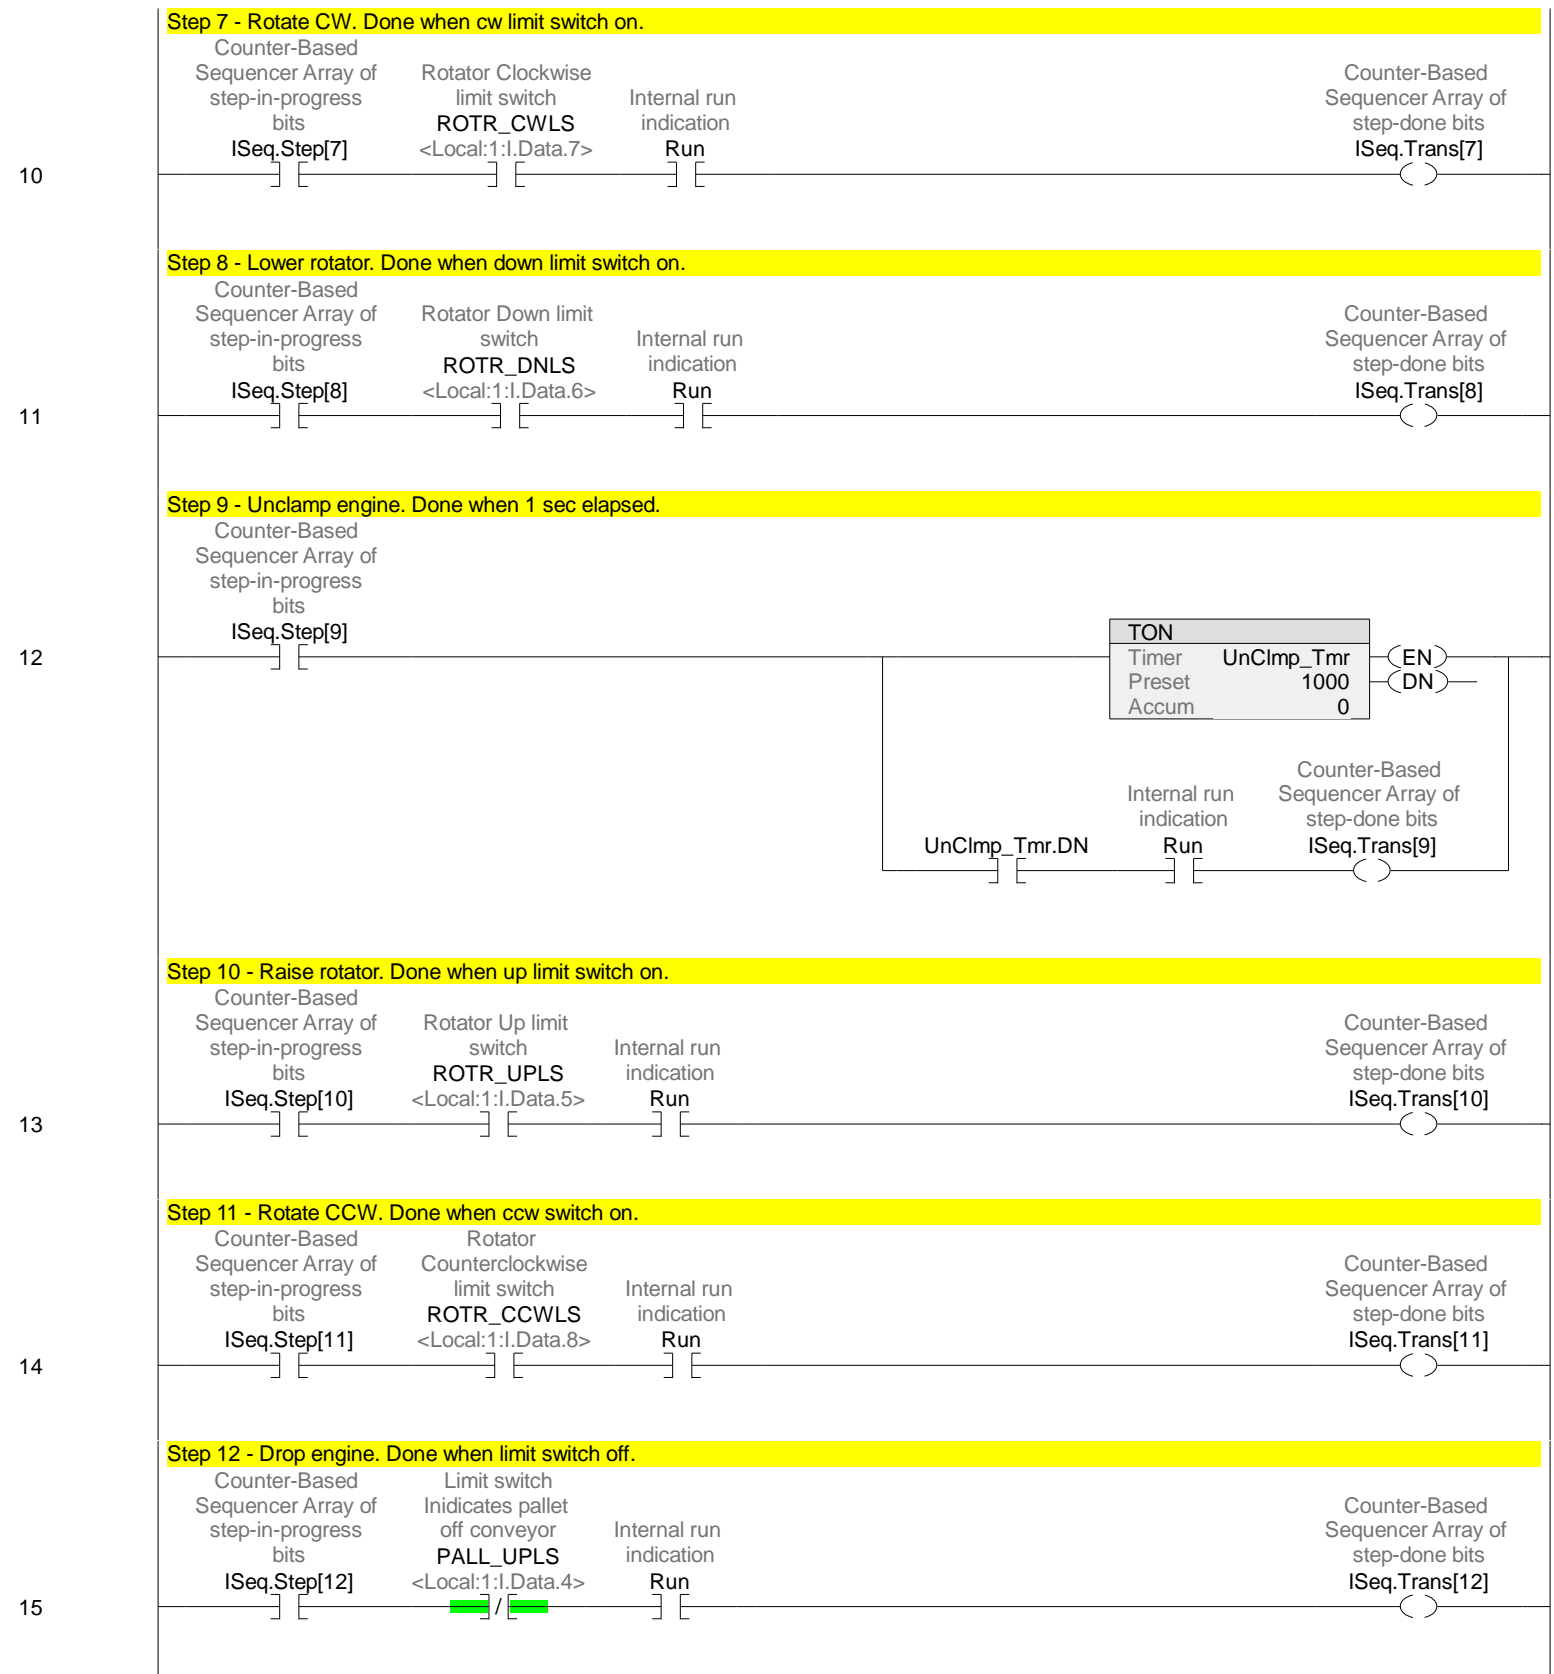 Step 7 - Rotate CW. Done when cw limit switch on.
Counter-Based
Sequencer Array of
step-in-progress
bits
ISeq.Step[7]
Rotator Clockwise
limit switch
ROTR_CWLS
<Local:1:I.Data.7>
Internal run
indication
Run
Counter-Based
Sequencer Array of
step-done bits
ISeq.Trans[7]
10
Step 8 - Lower rotator. Done when down limit switch on.
Counter-Based
Sequencer Array of
step-in-progress
bits
ISeq.Step[8]
Rotator Down limit
switch
ROTR_DNLS
<Local:1:I.Data.6>
Internal run
indication
Run
Counter-Based
Sequencer Array of
step-done bits
ISeq.Trans[8]
11
Step 9 - Unclamp engine. Done when 1 sec elapsed.
Counter-Based
Sequencer Array of
step-in-progress
bits
ISeq.Step[9]
12
TON
Timer UnClmp_Tmr
Preset 1000
Accum 0
EN
DN
UnClmp_Tmr.DN
Internal run
indication
Run
Counter-Based
Sequencer Array of
step-done bits
ISeq.Trans[9]
Step 10 - Raise rotator. Done when up limit switch on.
Counter-Based
Sequencer Array of
step-in-progress
bits
ISeq.Step[10]
Rotator Up limit
switch
ROTR_UPLS
<Local:1:I.Data.5>
Internal run
indication
Run
Counter-Based
Sequencer Array of
step-done bits
ISeq.Trans[10]
13
Step 11 - Rotate CCW. Done when ccw switch on.
Counter-Based
Sequencer Array of
step-in-progress
bits
ISeq.Step[11]
Rotator
Counterclockwise
limit switch
ROTR_CCWLS
<Local:1:I.Data.8>
Internal run
indication
Run
Counter-Based
Sequencer Array of
step-done bits
ISeq.Trans[11]
14
Step 12 - Drop engine. Done when limit switch off.
Counter-Based
Sequencer Array of
step-in-progress
bits
ISeq.Step[12]
Limit switch
Inidicates pallet
off conveyor
PALL_UPLS
<Local:1:I.Data.4>
Internal run
indication
Run
Counter-Based
Sequencer Array of
step-done bits
ISeq.Trans[12]
15